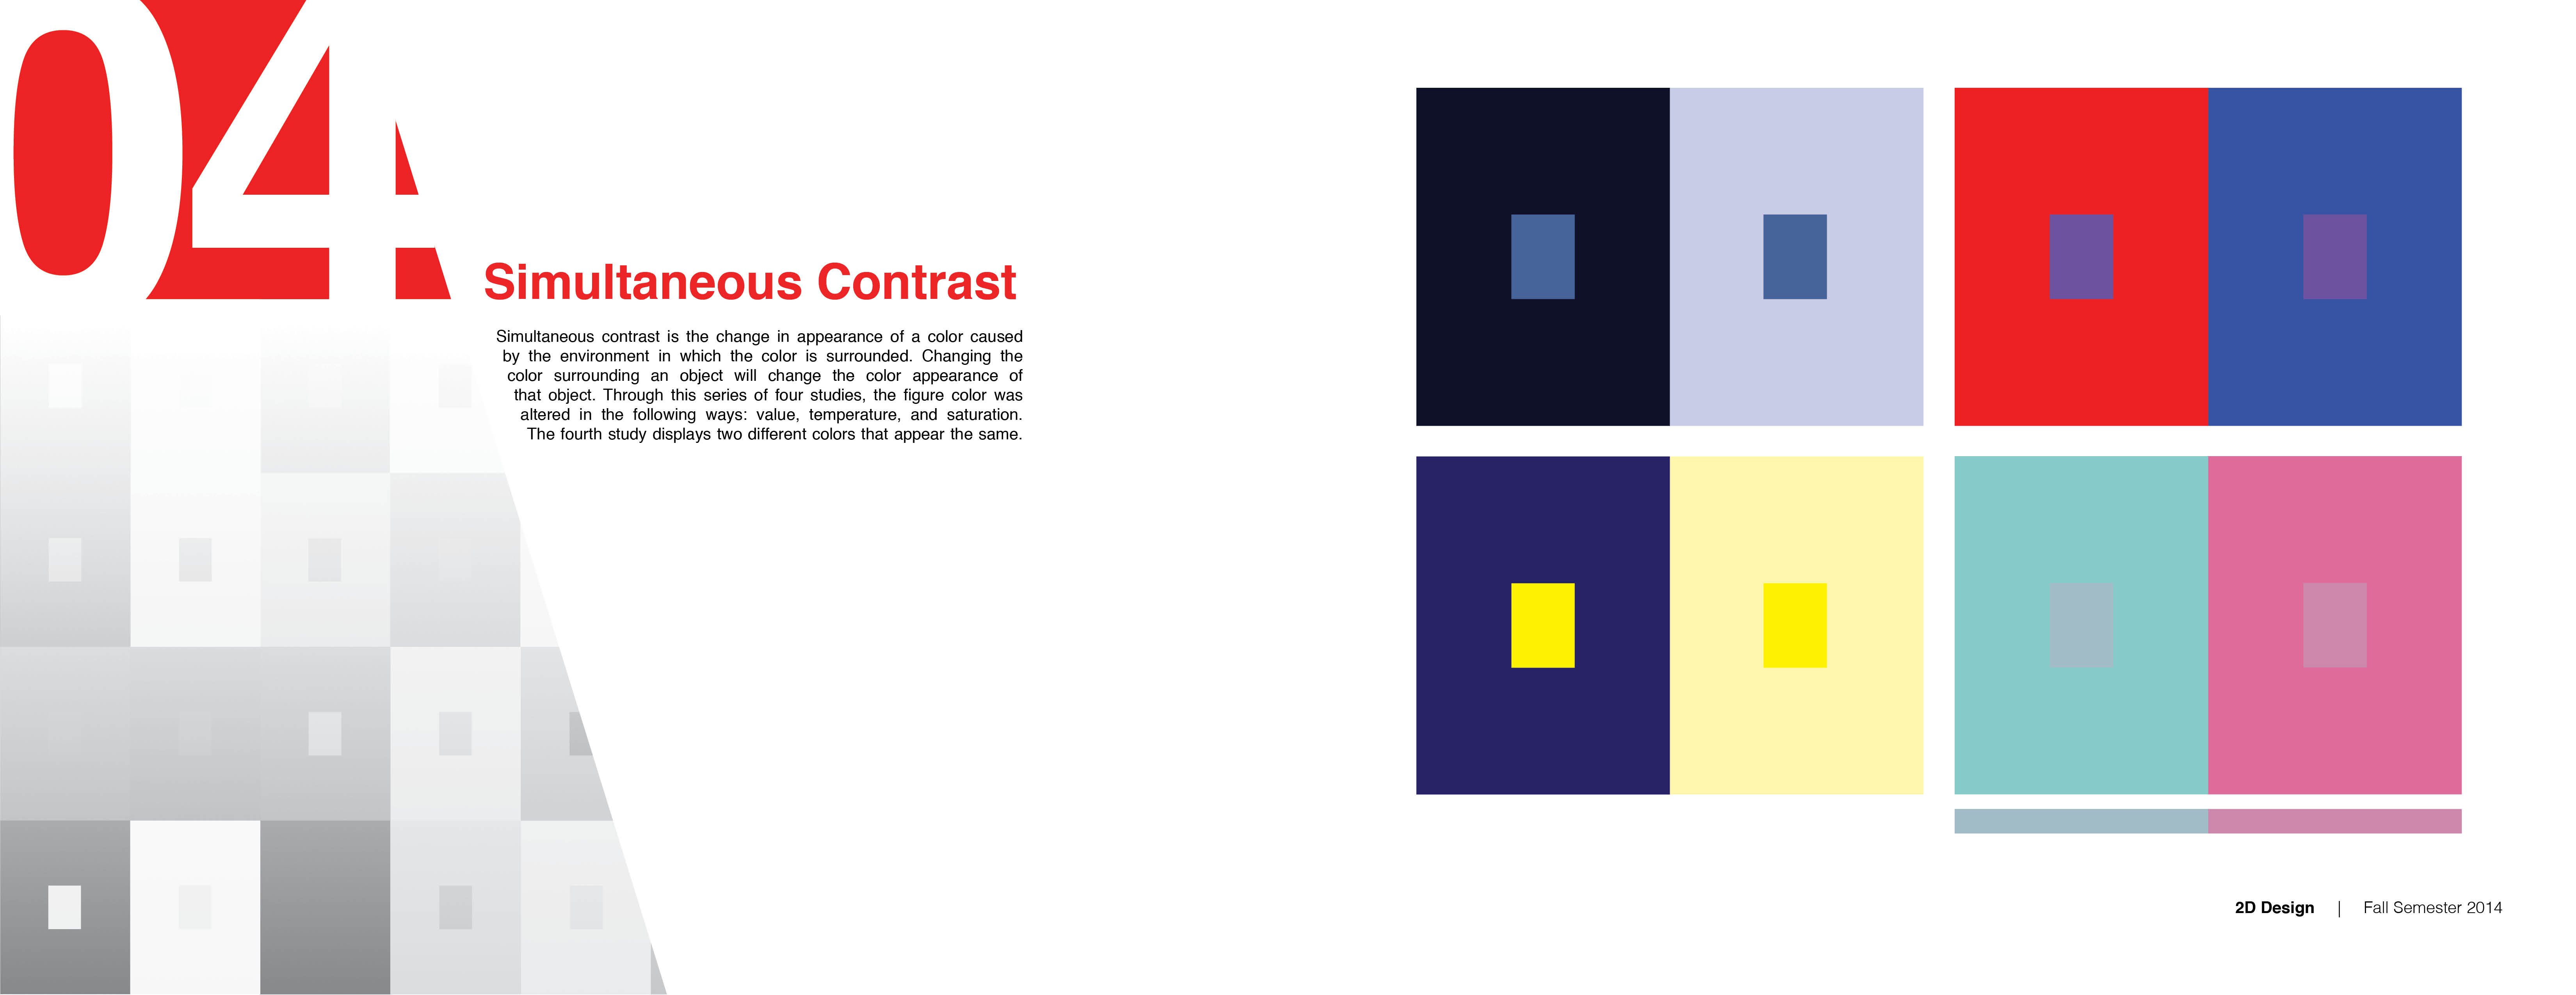 04
Simultaneous Contrast
Simultaneous contrast is the change in appearance of a color caused
by the environment in which the color is surrounded. Changing the
color surrounding an object will change the color appearance of
that object. Through this series of four studies, the figure color was
altered in the following ways: value, temperature, and saturation.
The fourth study displays two different colors that appear the same.
2D Design | Fall Semester 2014